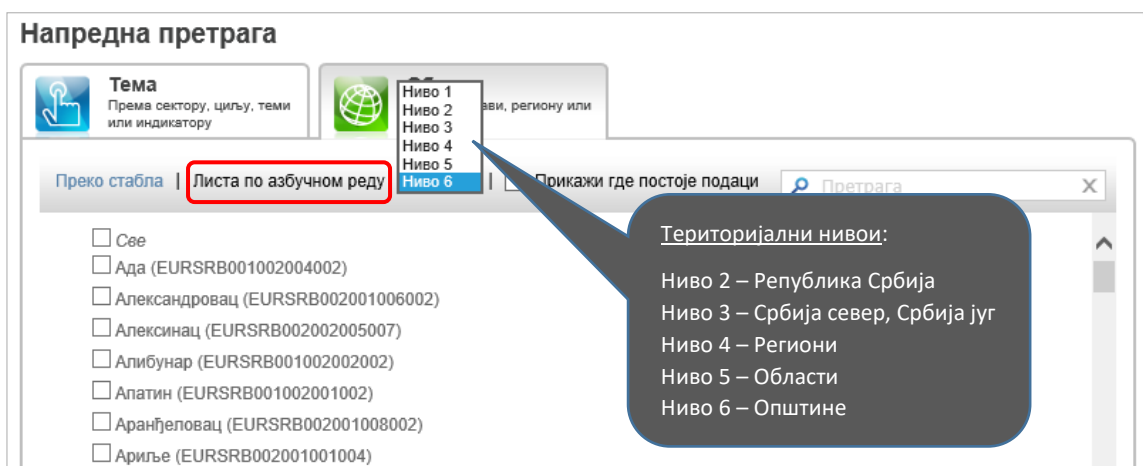 Напредна претрага
Тема
Према сектору, циљу, теми
или индикатору
региону или
Ниво 1
Ниво 2
Ниво 3
Ниво 4
Ниво 5
Ниво 6
Преко стабла | Листа по азбучном реду
| Прикажи где постоје подаци
Претрага X
Све
Ада (EURSRB001002004002)
Александровац (EURSRB002001006002)
Алексинац (EURSRB002002005007)
Алибунар (EURSRB001002002002)
Апатин (EURSRB001002001002)
Аранђеловац (EURSRB002001008002)
Ариље (EURSRB002001001004)
Територијални нивои:
Ниво 2 – Република Србија
Ниво 3 – Србија север, Србија југ
Ниво 4 – Региони
Ниво 5 – Области
Ниво 6 – Општине